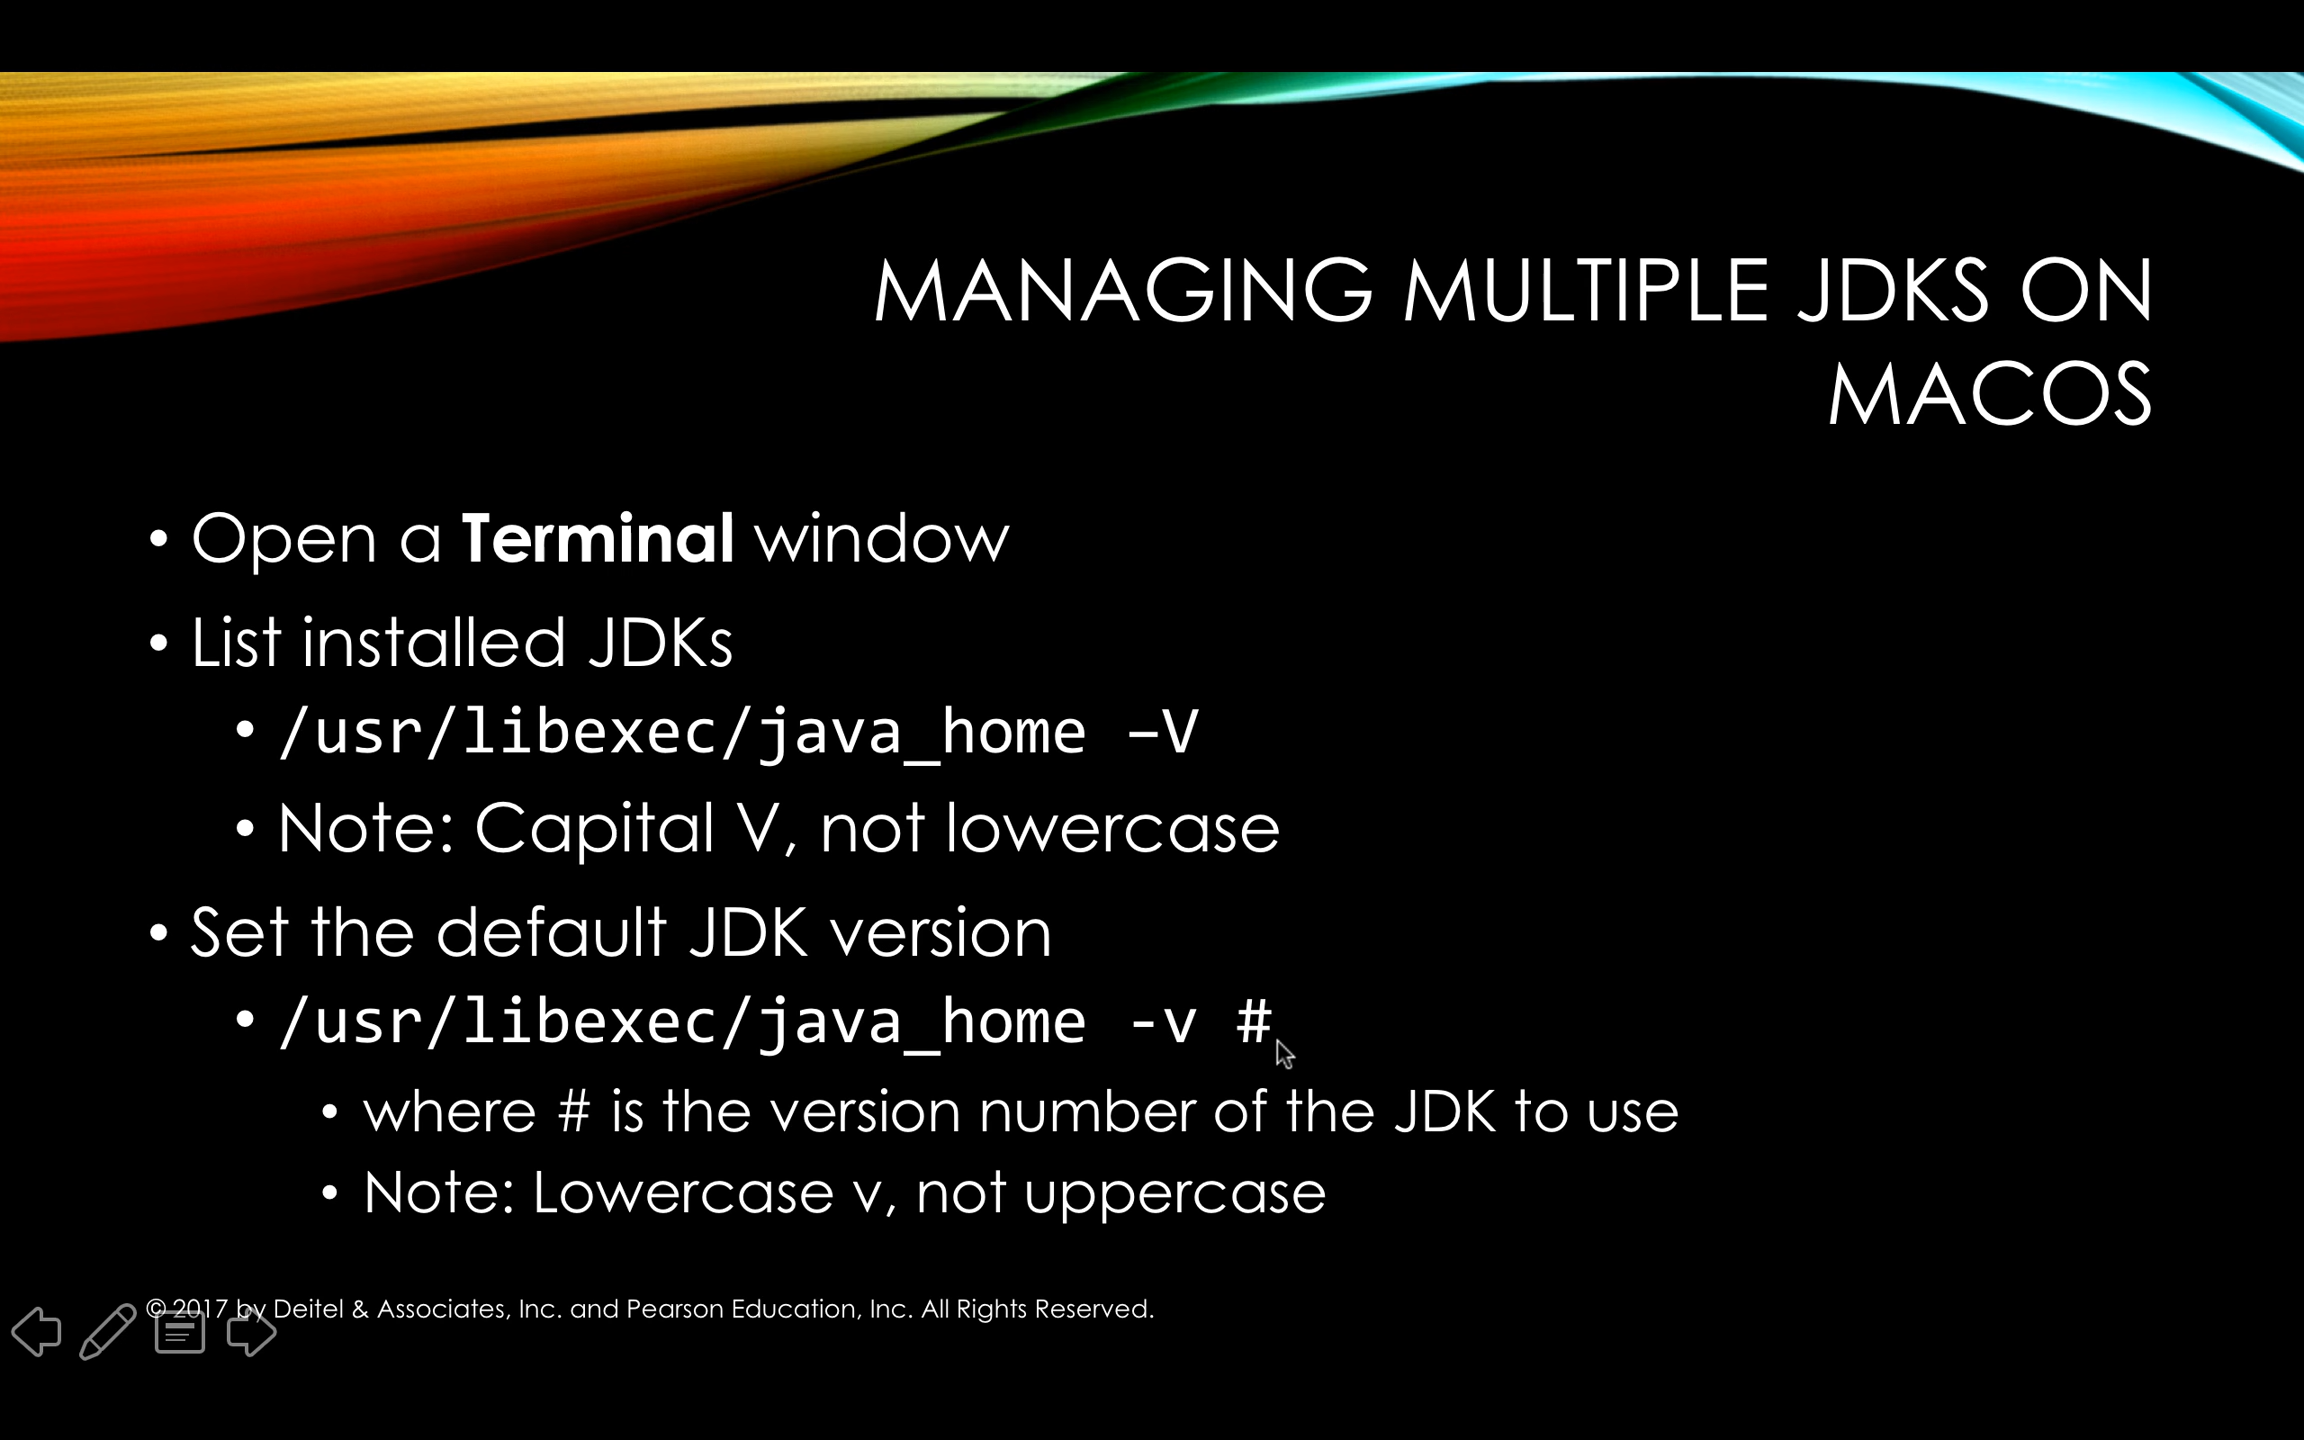 MANAGING MULTIPLE JDKS ON
MACOS
• Open a Terminal window
• List installed JDKs
• /usr/libexec/java_home –V
• Note: Capital V, not lowercase
• Set the default JDK version
• /usr/libexec/java_home -v #
• where # is the version number of the JDK to use
• Note: Lowercase v, not uppercase
© 2017 by Deitel & Associates, Inc. and Pearson Education, Inc. All Rights Reserved.